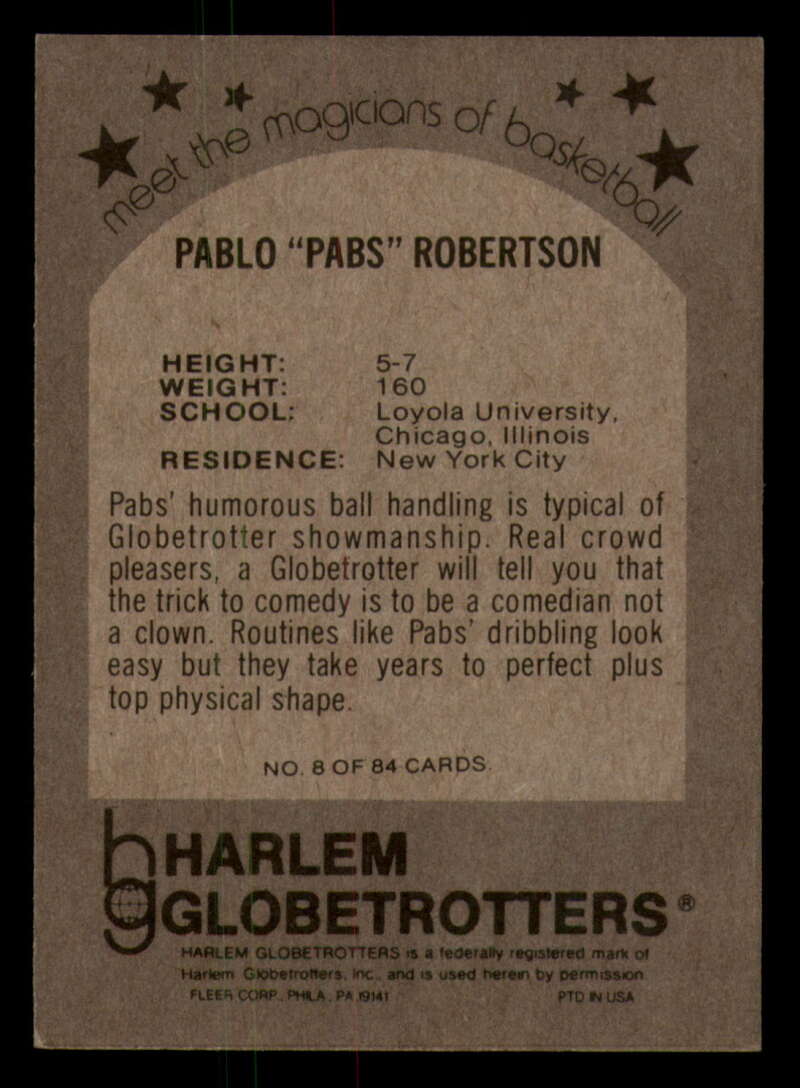 meet the magicians of basketball
PABLO “PABS” ROBERTSON
HEIGHT: 5-7
WEIGHT: 160
SCHOOL: Loyola University,
Chicago, Illinois
RESIDENCE: New York City
Pabs’ humorous ball handling is typical of
Globetrotter showmanship. Real crowd
pleasers, a Globetrotter will tell you that
the trick to comedy is to be a comedian not
a clown. Routines like Pabs’ dribbling look
easy but they take years to perfect plus
top physical shape.
NO. 8 OF 84 CARDS
hg HARLEM
GLOBETROTTERS®
HARLEM GLOBETROTTERS is a federally registered mark of
Harlem Globetrotters, Inc., and is used herein by permission
FLEER CORP., PHILA., PA 19141 PTD IN USA